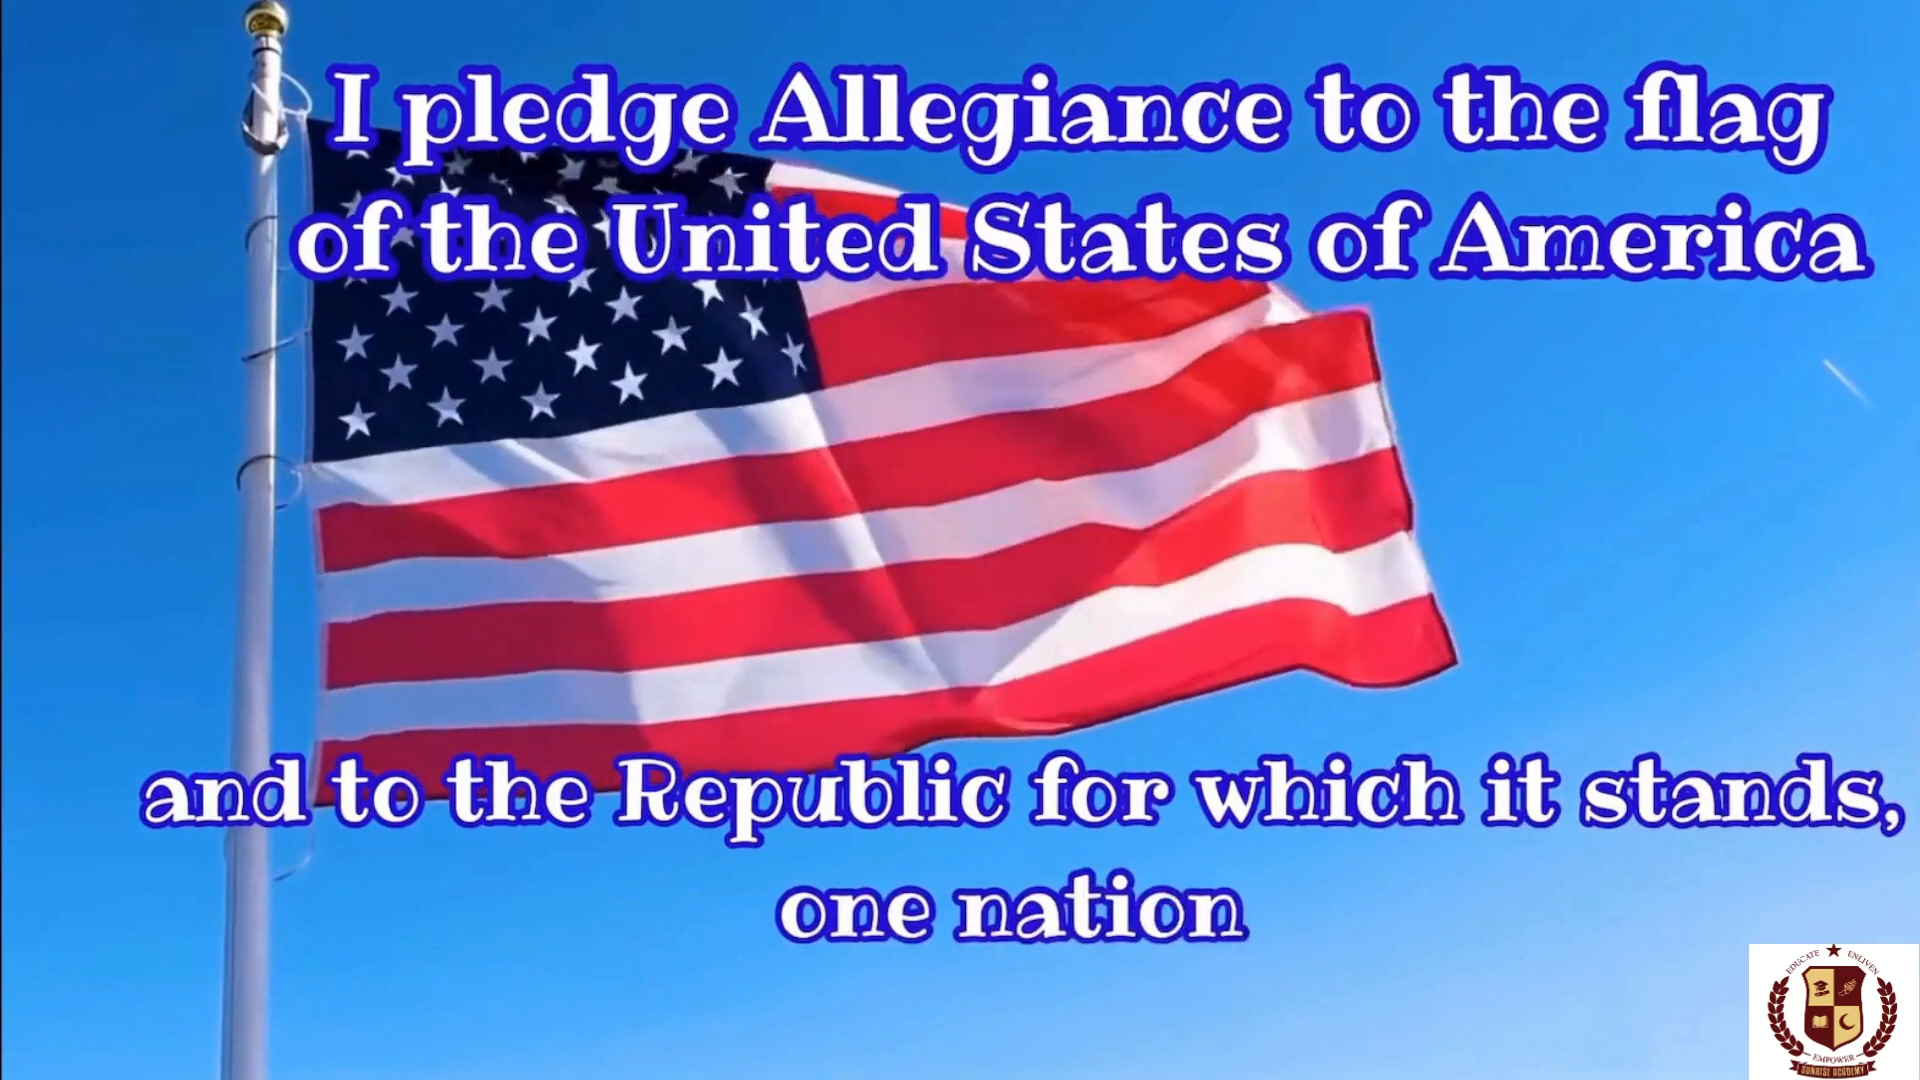 I pledge Allegiance to the flag
of the United States of America
and to the Republic for which it stands,
one nation
EDUCATE ENLIVEN
EMPOWER
SUNRISE ACADEMY